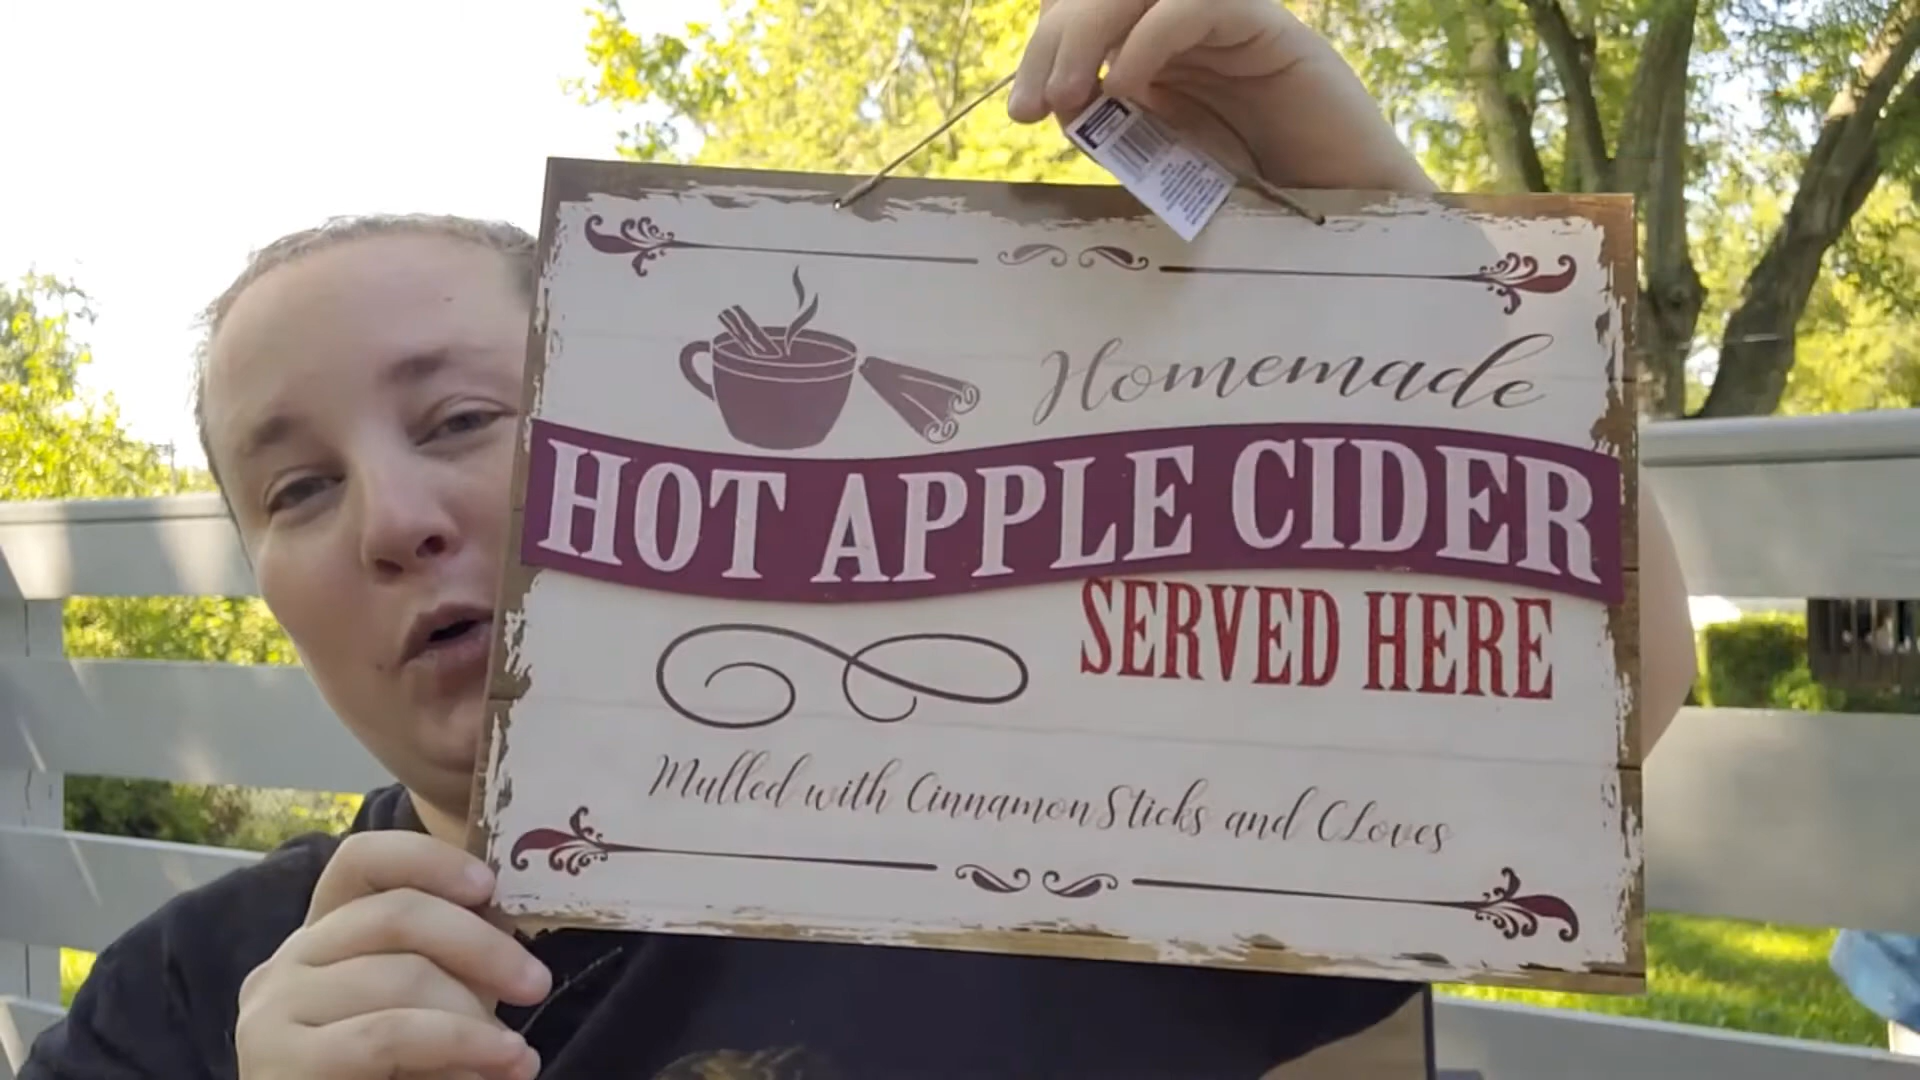 Homemade
HOT APPLE CIDER
SERVED HERE
Mulled with Cinnamon Sticks and CLoves